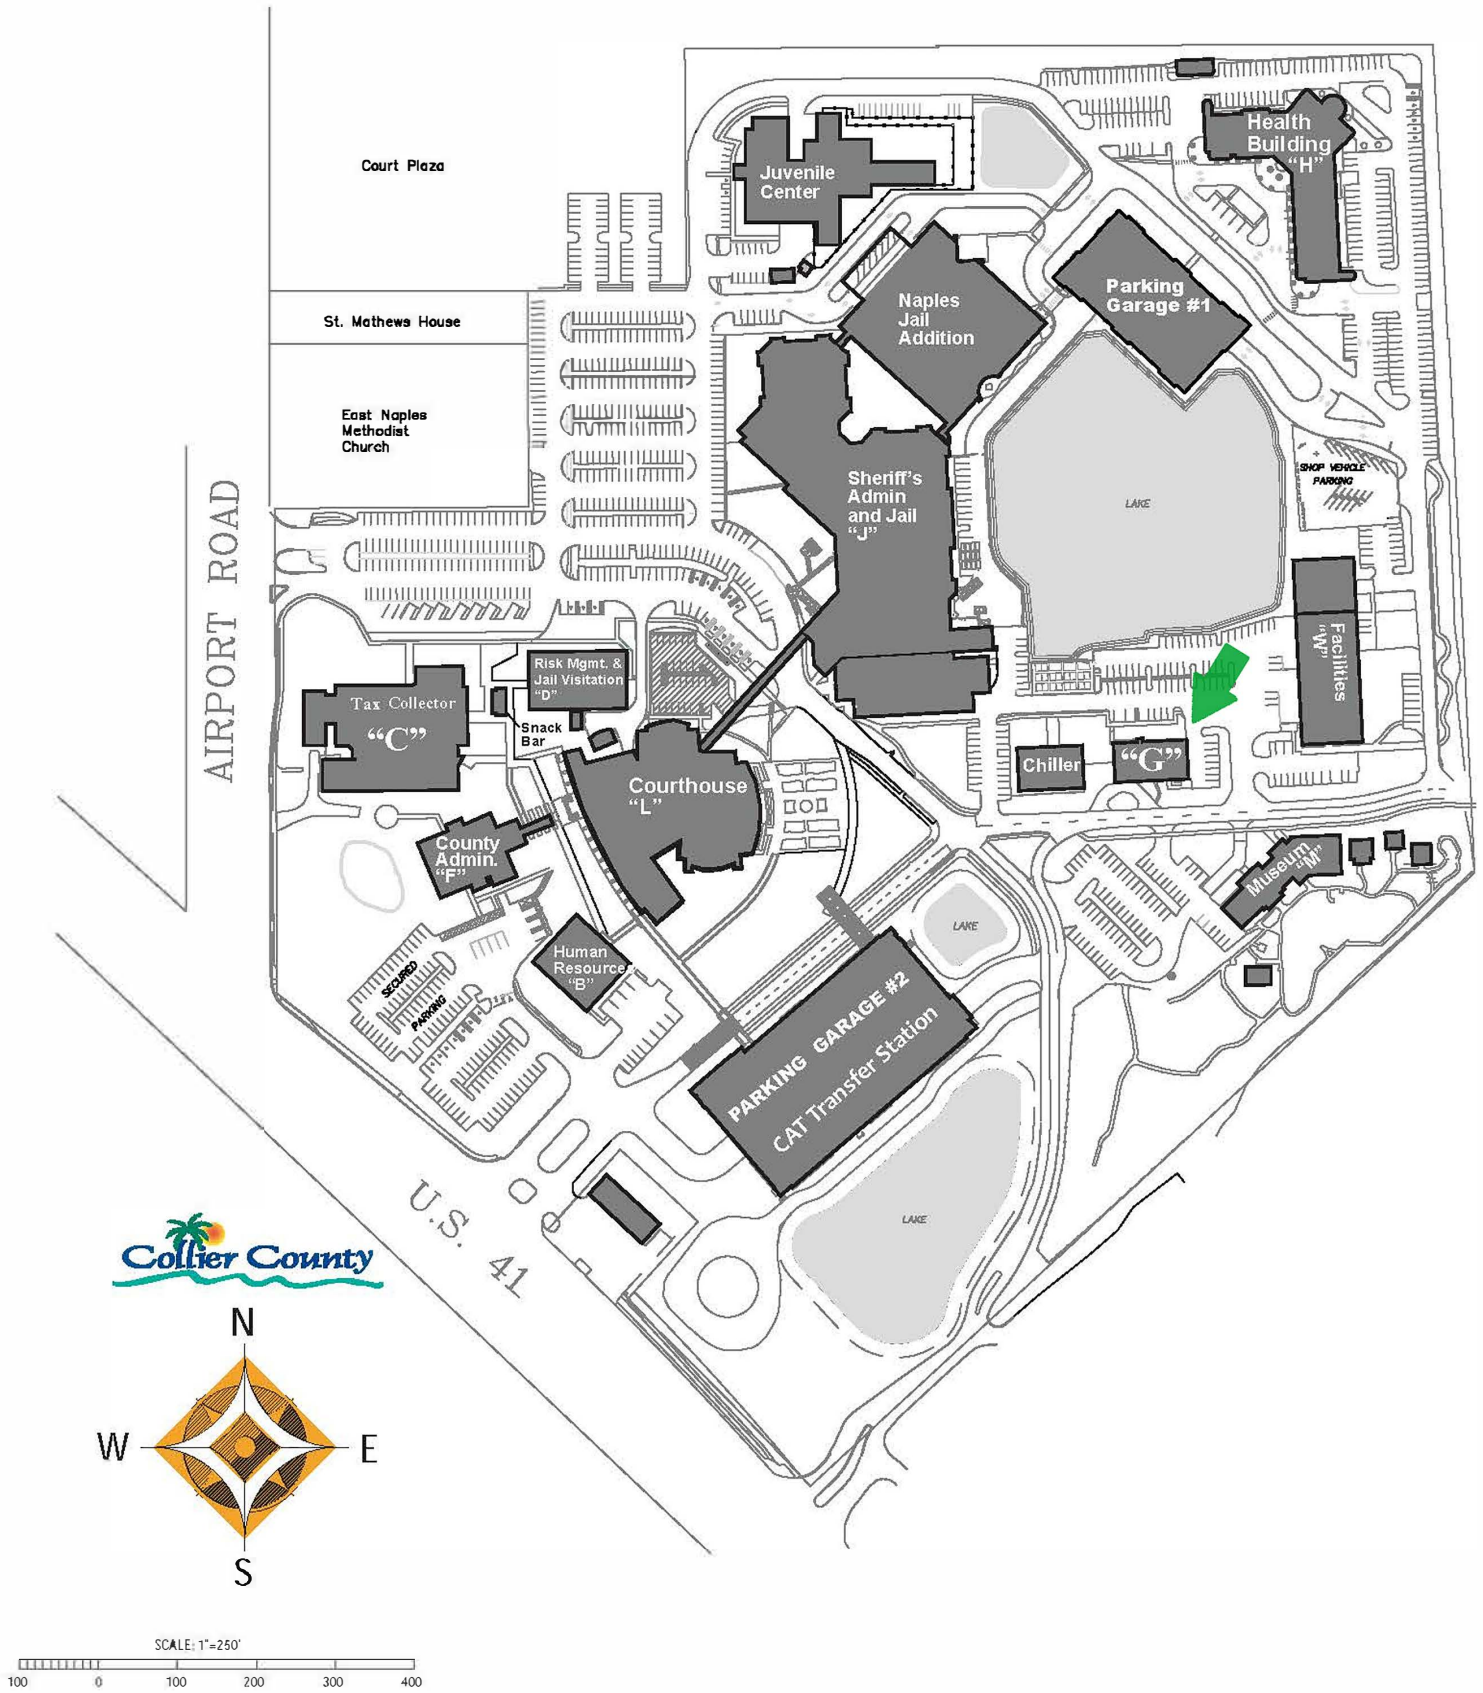 Court Plaza
St. Mathews House
East Naples
Methodist
Church
AIRPORT ROAD
Juvenile
Center
Health
Building
"H"
Naples
Jail
Addition
Parking
Garage #1
Sheriff's
Admin
and Jail
"J"
LAKE
SHOP VEHICLE
PARKING
Facilities
"W"
Risk Mgmt. &
Jail Visitation
"D"
Tax Collector
"C"
Snack
Bar
Courthouse
"L"
Chiller
"G"
County
Admin.
"F"
Museum
"M"
LAKE
Human
Resources
"B"
SECURED
PARKING
PARKING GARAGE #2
CAT Transfer Station
LAKE
U.S. 41
Collier County
N
W
E
S
SCALE: 1"=250'
100 0 100 200 300 400